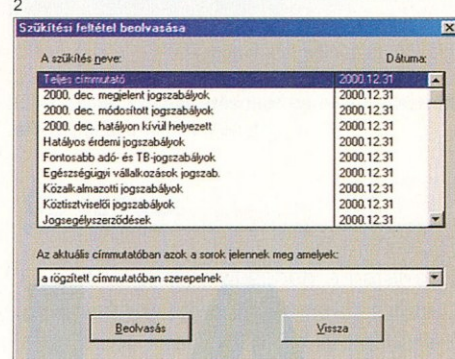 2
Szűkítési feltétel beolvasása
A szűkítés neve: Dátuma:
Teljes címmutató 2000.12.31
2000. dec. megjelent jogszabályok 2000.12.31
2000. dec. módosított jogszabályok 2000.12.31
2000. dec. hatályon kívül helyezett 2000.12.31
Hatályos érdemi jogszabályok 2000.12.31
Fontosabb adó- és TB-jogszabályok 2000.12.31
Egészségügyi vállalkozások jogszab. 2000.12.31
Közalkalmazotti jogszabályok 2000.12.31
Köztisztviselői jogszabályok 2000.12.31
Jogsegélyszerződések 2000.12.31
Az aktuális címmutatóban azok a sorok jelennek meg amelyek:
a rögzített címmutatóban szerepelnek
Beolvasás Vissza